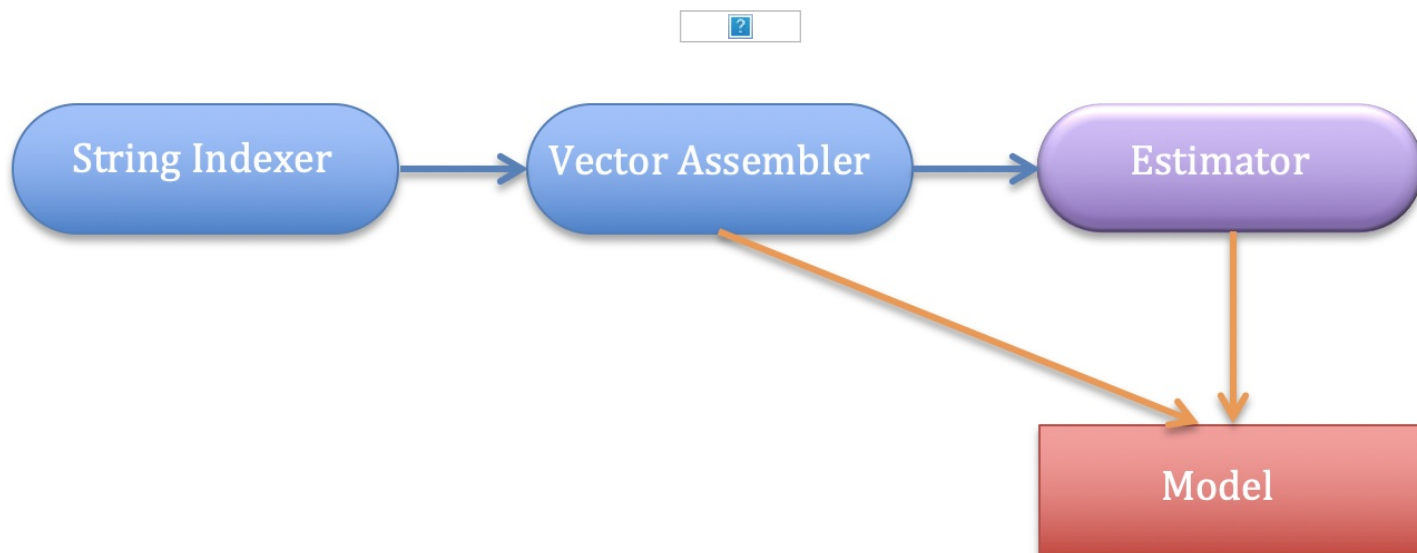 ?
String Indexer
Vector Assembler
Estimator
Model